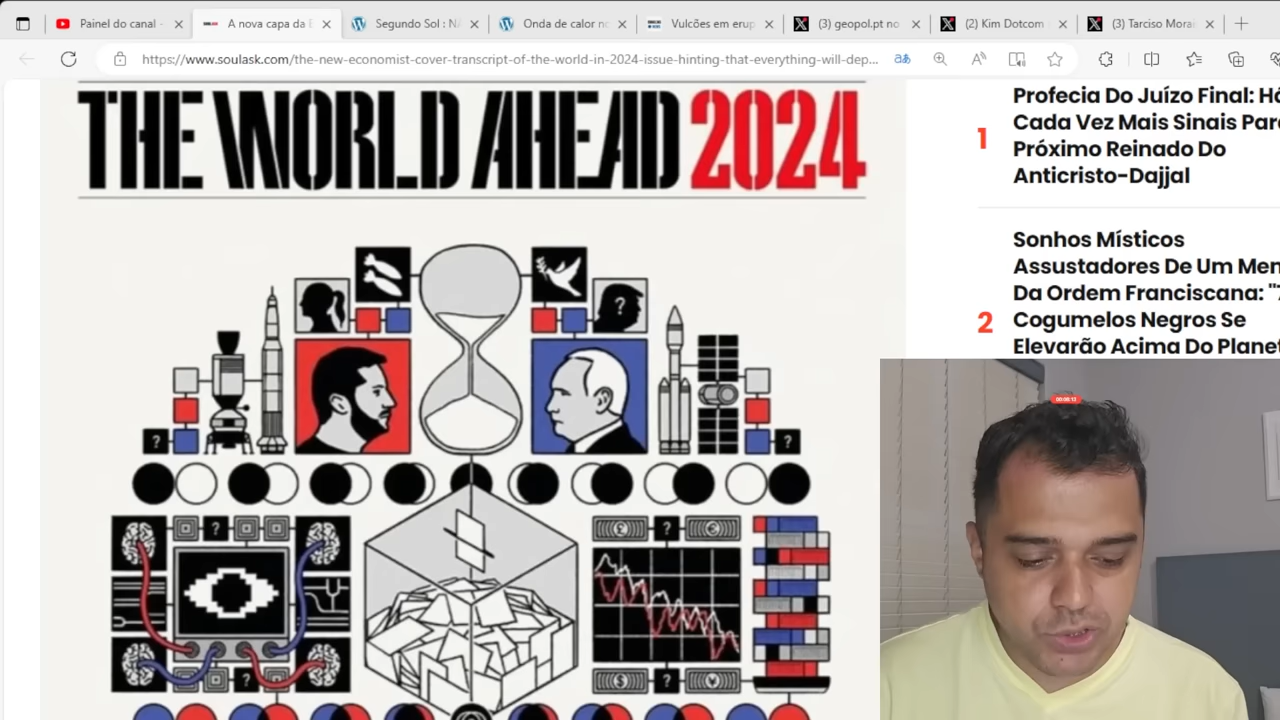 Painel do canal -
A nova capa da
Segundo Sol : N
Onda de calor no
Vulcões em erup
(3) geopol.pt no
(2) Kim Dotcom
(3) Tarciso Morai
https://www.soulask.com/the-new-economist-cover-transcript-of-the-world-in-2024-issue-hinting-that-everything-will-dep...
THE WORLD AHEAD 2024
1
Profecia Do Juízo Final: Há
Cada Vez Mais Sinais Para
Próximo Reinado Do
Anticristo-Dajjal
2
Sonhos Místicos
Assustadores De Um Mem
Da Ordem Franciscana:
Cogumelos Negros Se
Elevarão Acima Do Planet
?
?
?
?
£
?
€
?
$
?
¥